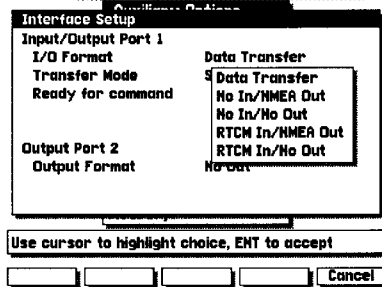 Auxiliary Options
Interface Setup
Input/Output Port 1
I/O Format Data Transfer
Transfer Mode S
Ready for command
Data Transfer
No In/NMEA Out
No In/No Out
RTCM In/NMEA Out
RTCM In/No Out
Output Port 2
Output Format No Out
Use cursor to highlight choice, ENT to accept
Cancel